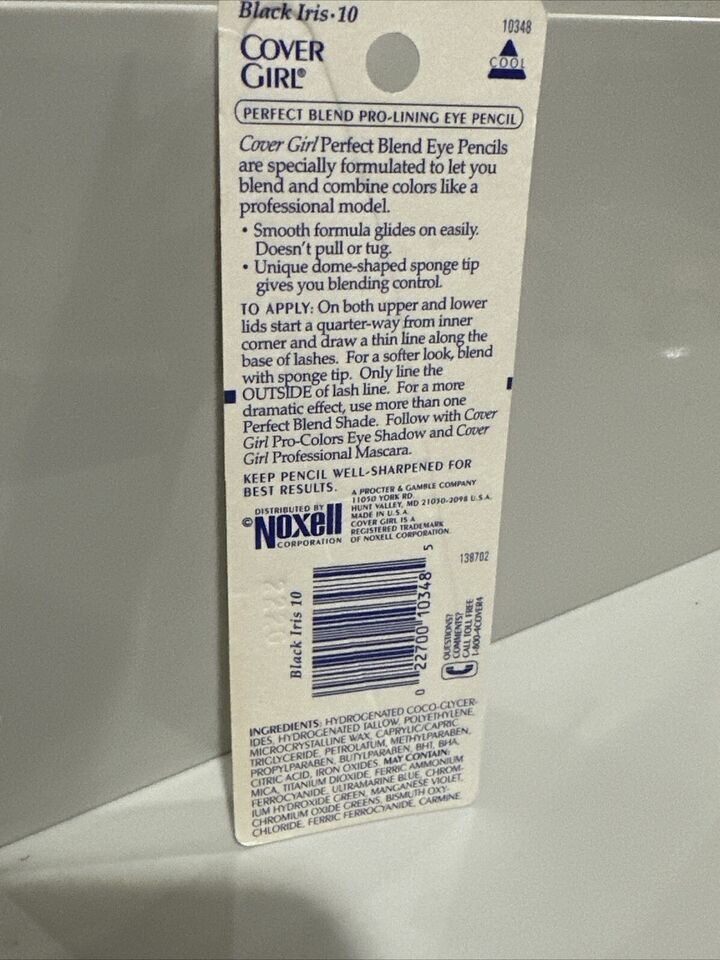 Black Iris·10
10348
COVER
GIRL®
COOL
PERFECT BLEND PRO-LINING EYE PENCIL
Cover Girl Perfect Blend Eye Pencils
are specially formulated to let you
blend and combine colors like a
professional model.
• Smooth formula glides on easily.
Doesn't pull or tug.
• Unique dome-shaped sponge tip
gives you blending control.
TO APPLY: On both upper and lower
lids start a quarter-way from inner
corner and draw a thin line along the
base of lashes. For a softer look, blend
with sponge tip. Only line the
OUTSIDE of lash line. For a more
dramatic effect, use more than one
Perfect Blend Shade. Follow with Cover
Girl Pro-Colors Eye Shadow and Cover
Girl Professional Mascara.
KEEP PENCIL WELL-SHARPENED FOR
BEST RESULTS.
DISTRIBUTED BY
© Noxell
CORPORATION
A PROCTER & GAMBLE COMPANY
11050 YORK RD.
HUNT VALLEY, MD 21030-2098 U.S.A.
MADE IN U.S.A.
COVER GIRL IS A
REGISTERED TRADEMARK
OF NOXELL CORPORATION.
138702
Black Iris 10
0 22700 10348 5
QUESTIONS?
COMMENTS?
CALL TOLL FREE
1-800-4COVER4
INGREDIENTS: HYDROGENATED COCO-GLYCER-
IDES, HYDROGENATED TALLOW, POLYETHYLENE,
MICROCRYSTALLINE WAX, CAPRYLIC/CAPRIC
TRIGLYCERIDE, PETROLATUM, METHYLPARABEN,
PROPYLPARABEN, BUTYLPARABEN, BHT, BHA,
CITRIC ACID, IRON OXIDES. MAY CONTAIN:
MICA, TITANIUM DIOXIDE, FERRIC AMMONIUM
FERROCYANIDE, ULTRAMARINE BLUE, CHROM-
IUM HYDROXIDE GREEN, MANGANESE VIOLET,
CHROMIUM OXIDE GREENS, BISMUTH OXY-
CHLORIDE, FERRIC FERROCYANIDE, CARMINE.